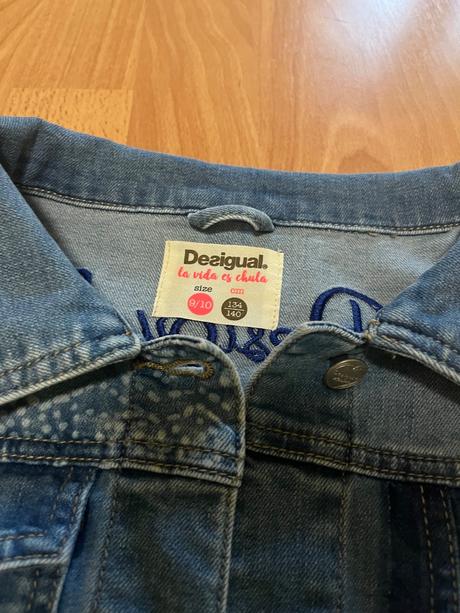 Desigual.
la vida es chula
size cm
9/10 134
140